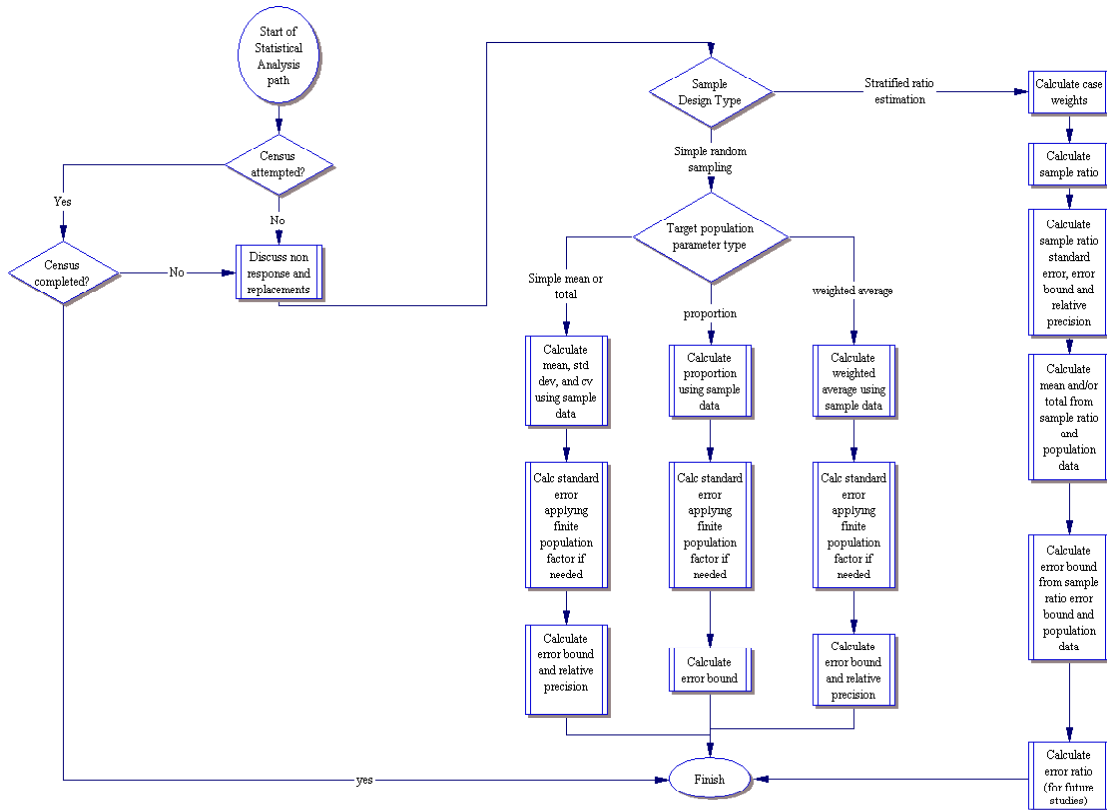 Start of
Statistical
Analysis
path
Census
attempted?
Yes
No
Census
completed?
No
Discuss non
response and
replacements
yes
Sample
Design Type
Stratified ratio
estimation
Simple random
sampling
Target population
parameter type
Simple mean or
total
proportion
weighted average
Calculate
mean, std
dev, and cv
using sample
data
Calc standard
error
applying
finite
population
factor if
needed
Calculate
error bound
and relative
precision
Calculate
proportion
using sample
data
Calc standard
error
applying
finite
population
factor if
needed
Calculate
error bound
Calculate
weighted
average using
sample data
Calc standard
error
applying
finite
population
factor if
needed
Calculate
error bound
and relative
precision
Calculate case
weights
Calculate
sample ratio
Calculate
sample ratio
standard
error, error
bound and
relative
precision
Calculate
mean and/or
total from
sample ratio
and
population
data
Calculate
error bound
from sample
ratio error
bound and
population
data
Calculate
error ratio
(for future
studies)
Finish